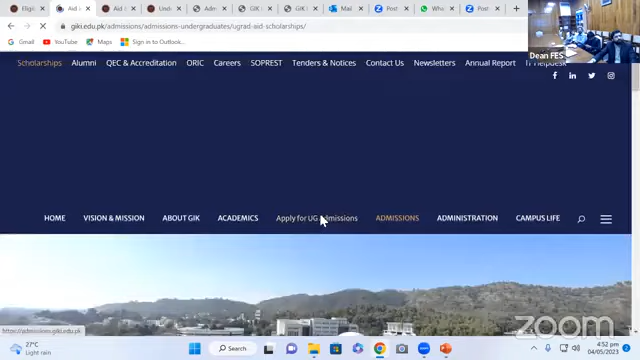 Eligi
Aid a
Aid a
Und
Adm
GIK
GIK
Mail
Post
Wha
Post
giki.edu.pk/admissions/admissions-undergraduates/ugrad-aid-scholarships/
Gmail YouTube Maps Sign in to Outlook...
Dean FES
Scholarships Alumni QEC & Accreditation ORIC Careers SOPREST Tenders & Notices Contact Us Newsletters Annual Report IT Helpdesk
HOME VISION & MISSION ABOUT GIK ACADEMICS Apply for UG Admissions ADMISSIONS ADMINISTRATION CAMPUS LIFE
https://admissions.giki.edu.pk
zoom
27°C
Light rain
Search
4:52 pm
04/05/2023